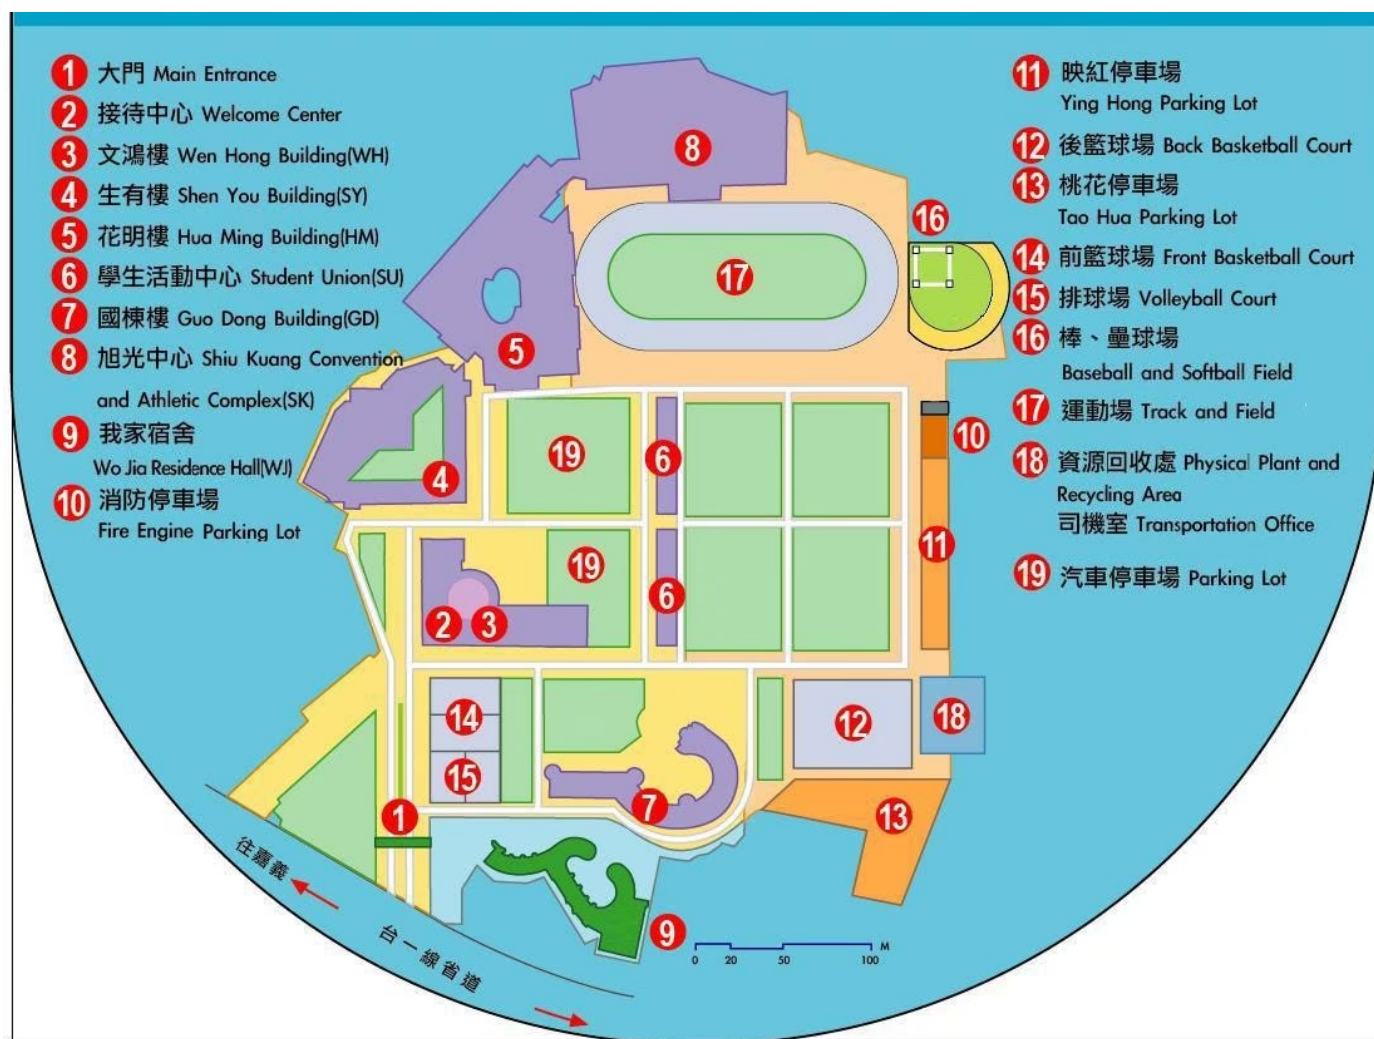 1 大門 Main Entrance
2 接待中心 Welcome Center
3 文鴻樓 Wen Hong Building(WH)
4 生有樓 Shen You Building(SY)
5 花明樓 Hua Ming Building(HM)
6 學生活動中心 Student Union(SU)
7 國棟樓 Guo Dong Building(GD)
8 旭光中心 Shiu Kuang Convention
and Athletic Complex(SK)
9 我家宿舍
Wo Jia Residence Hall(WJ)
10 消防停車場
Fire Engine Parking Lot
11 映紅停車場
Ying Hong Parking Lot
12 後籃球場 Back Basketball Court
13 桃花停車場
Tao Hua Parking Lot
14 前籃球場 Front Basketball Court
15 排球場 Volleyball Court
16 棒、壘球場
Baseball and Softball Field
17 運動場 Track and Field
18 資源回收處 Physical Plant and
Recycling Area
司機室 Transportation Office
19 汽車停車場 Parking Lot
8
16
17
5
19
6
10
4
11
19
6
2
3
14
12
18
15
7
1
13
9
往嘉義
台一線省道
M
0 20 50 100